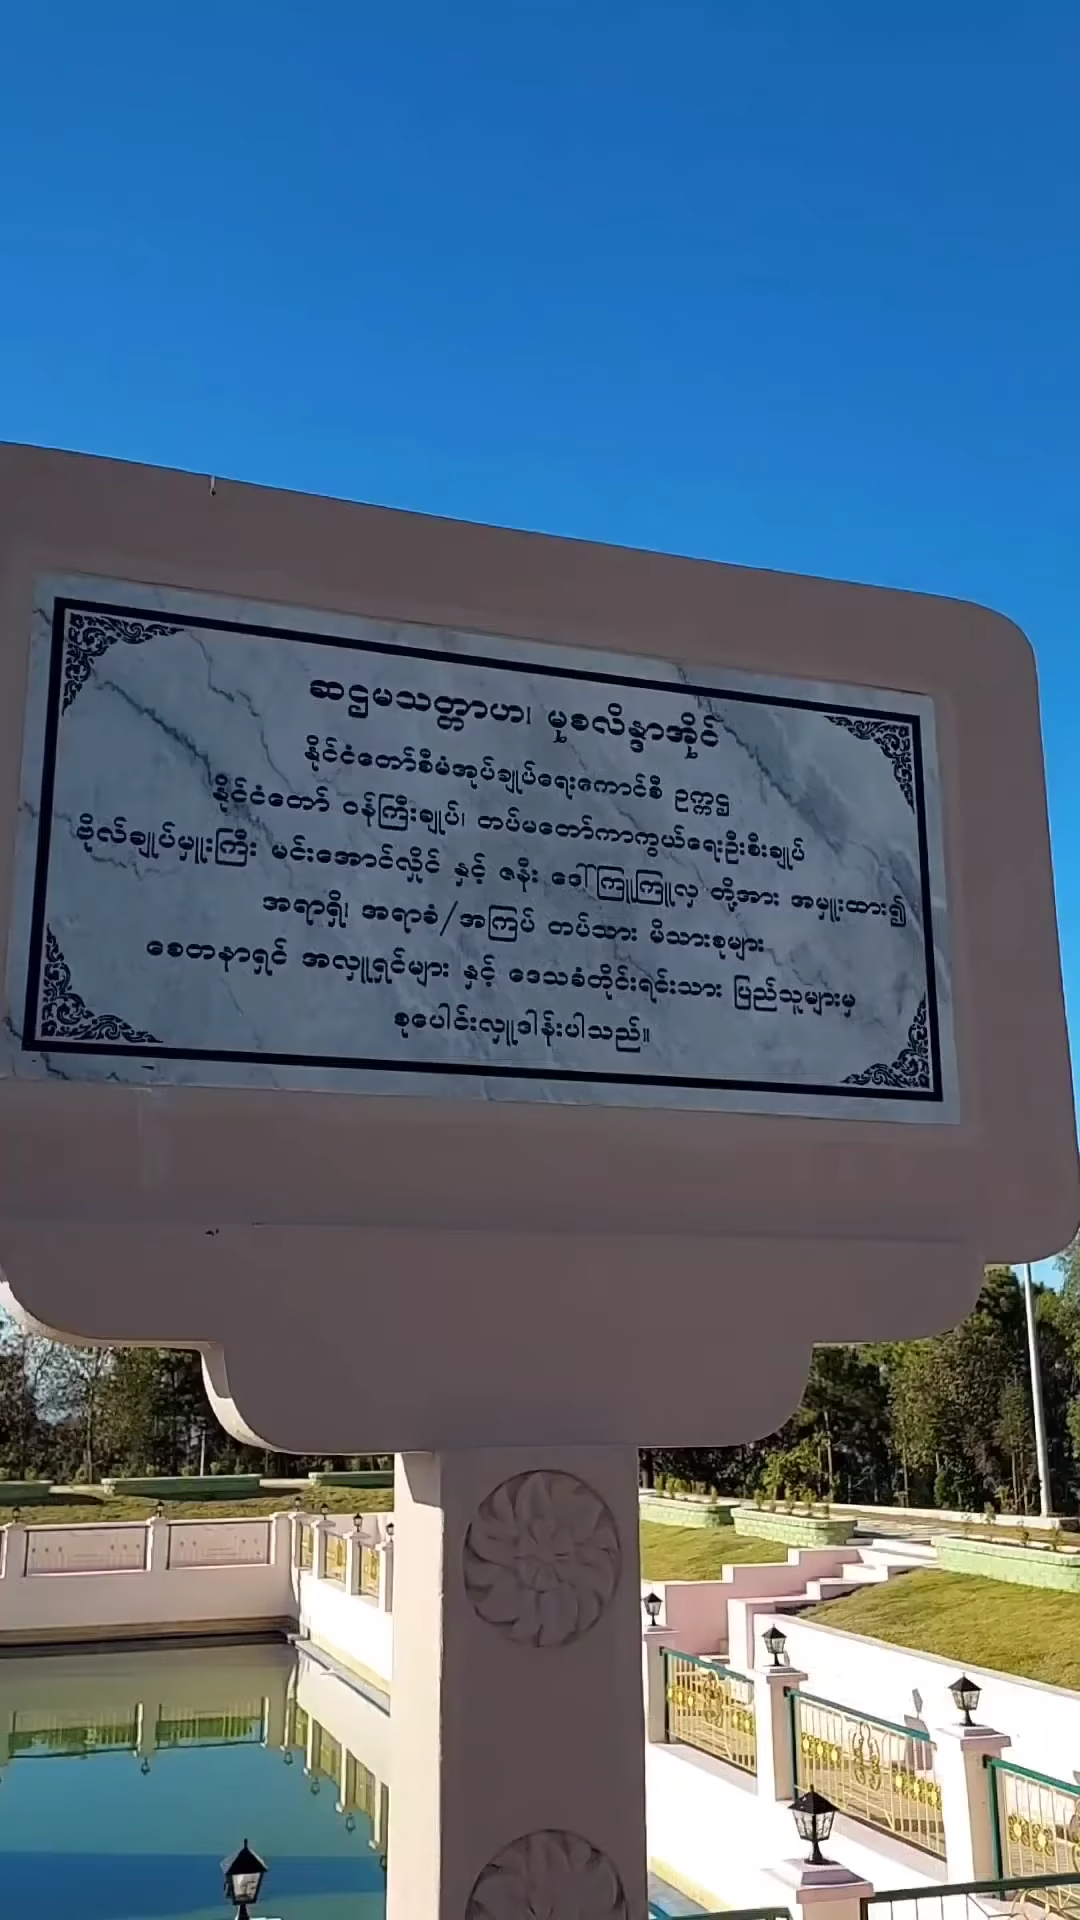 ဆဋ္ဌမသတ္တာဟ၊ မုစလိန္ဒာအိုင်
နိုင်ငံတော်စီမံအုပ်ချုပ်ရေးကောင်စီ ဥက္ကဋ္ဌ
နိုင်ငံတော် ဝန်ကြီးချုပ်၊ တပ်မတော်ကာကွယ်ရေးဦးစီးချုပ်
ဗိုလ်ချုပ်မှူးကြီး မင်းအောင်လှိုင် နှင့် ဇနီး ဒေါ်ကြူကြူလှ တို့အား အမှူးထား၍
အရာရှိ၊ အရာခံ/အကြပ် တပ်သား မိသားစုများ
စေတနာရှင် အလှူရှင်များ နှင့် ဒေသခံတိုင်းရင်းသား ပြည်သူများမှ
စုပေါင်းလှူဒါန်းပါသည်။